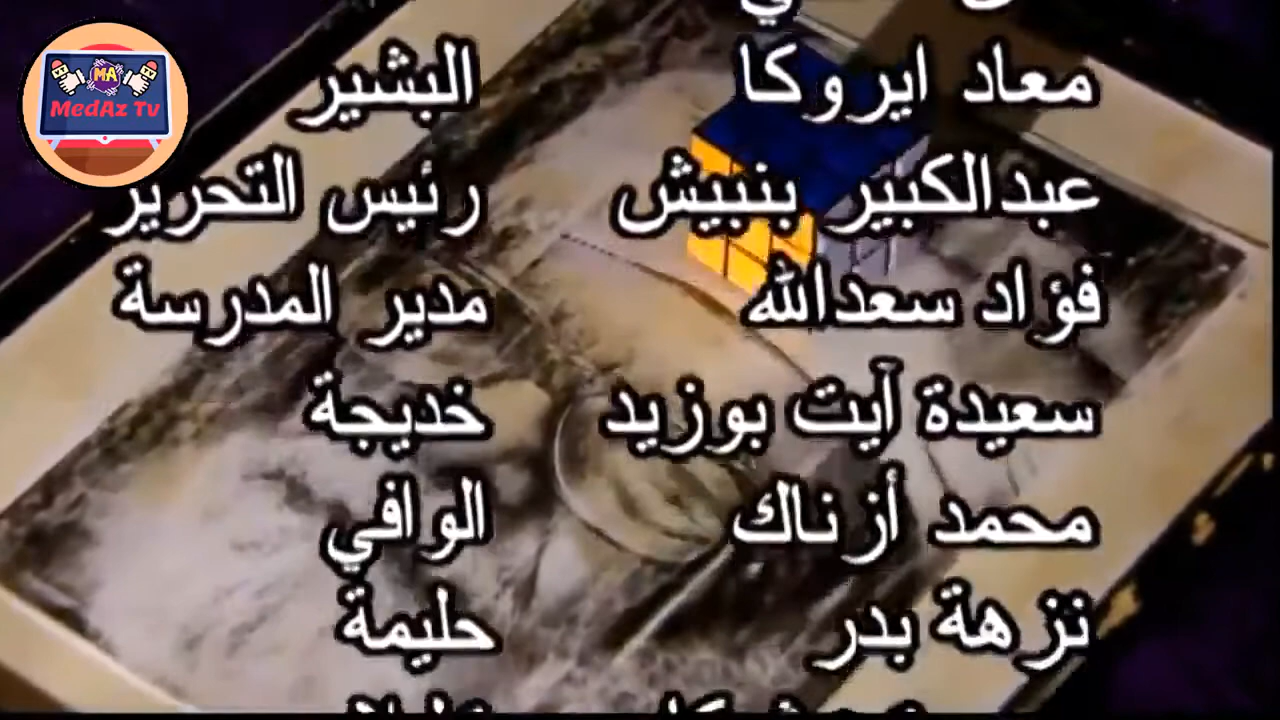 MA
MedAz Tv
معاد ايروكا البشير
عبدالكبير بنبيش رئيس التحرير
فؤاد سعدالله مدير المدرسة
سعيدة آيت بوزيد خديجة
محمد أزناك الوافي
نزهة بدر حليمة